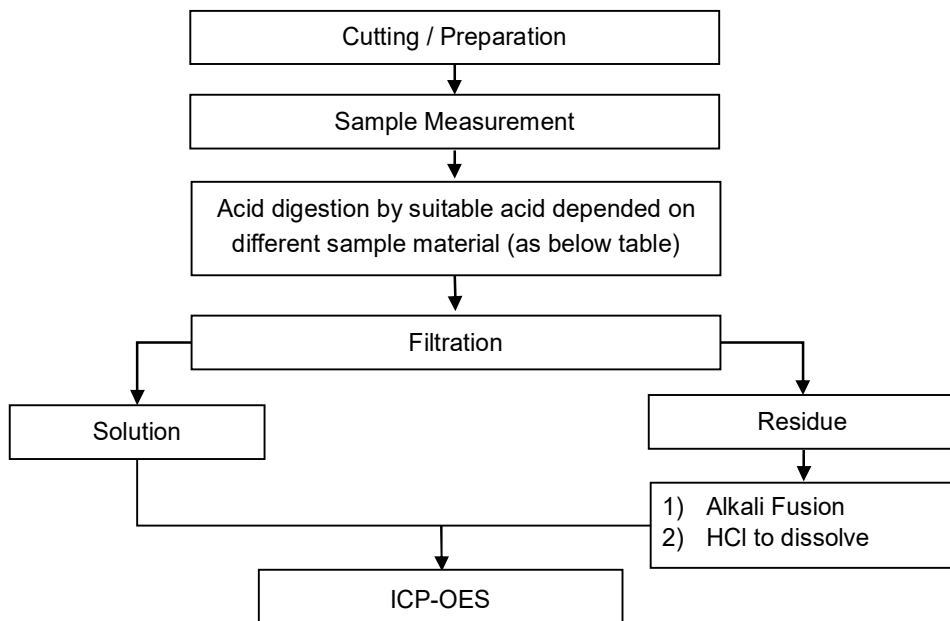 Cutting / Preparation
Sample Measurement
Acid digestion by suitable acid depended on
different sample material (as below table)
Filtration
Solution
Residue
1) Alkali Fusion
2) HCl to dissolve
ICP-OES